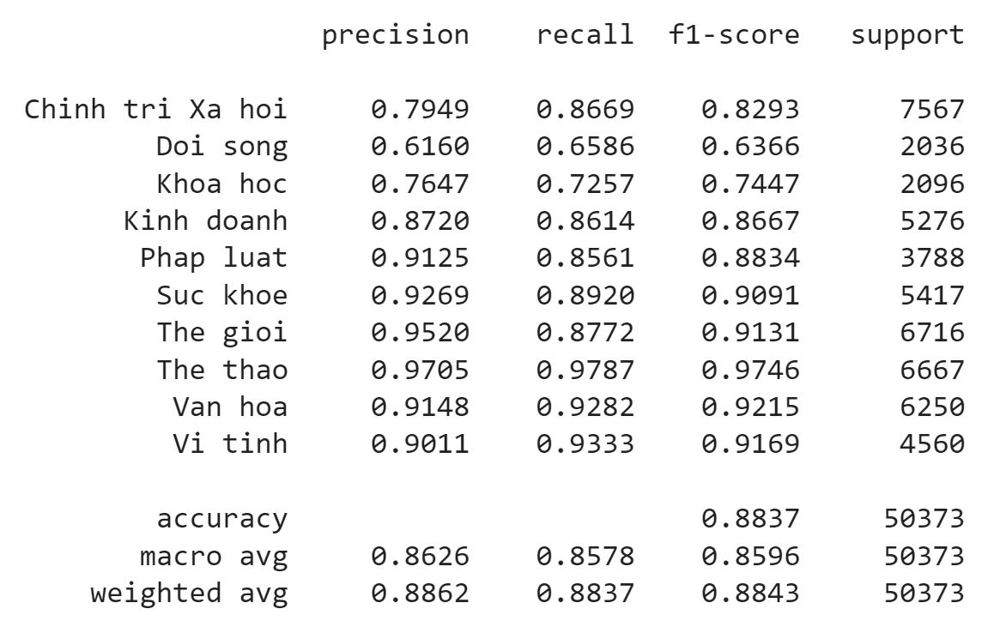 precision recall f1-score support
Chinh tri Xa hoi 0.7949 0.8669 0.8293 7567
Doi song 0.6160 0.6586 0.6366 2036
Khoa hoc 0.7647 0.7257 0.7447 2096
Kinh doanh 0.8720 0.8614 0.8667 5276
Phap luat 0.9125 0.8561 0.8834 3788
Suc khoe 0.9269 0.8920 0.9091 5417
The gioi 0.9520 0.8772 0.9131 6716
The thao 0.9705 0.9787 0.9746 6667
Van hoa 0.9148 0.9282 0.9215 6250
Vi tinh 0.9011 0.9333 0.9169 4560
accuracy 0.8837 50373
macro avg 0.8626 0.8578 0.8596 50373
weighted avg 0.8862 0.8837 0.8843 50373